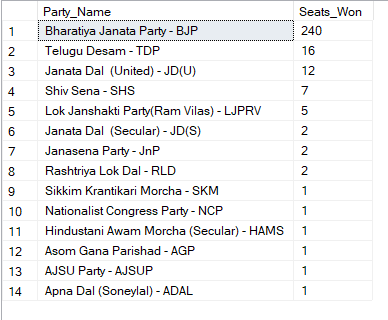 Party_Name Seats_Won
1 Bharatiya Janata Party - BJP 240
2 Telugu Desam - TDP 16
3 Janata Dal  (United) - JD(U) 12
4 Shiv Sena - SHS 7
5 Lok Janshakti Party(Ram Vilas) - LJPRV 5
6 Janata Dal  (Secular) - JD(S) 2
7 Janasena Party - JnP 2
8 Rashtriya Lok Dal - RLD 2
9 Sikkim Krantikari Morcha - SKM 1
10 Nationalist Congress Party - NCP 1
11 Hindustani Awam Morcha (Secular) - HAMS 1
12 Asom Gana Parishad - AGP 1
13 AJSU Party - AJSUP 1
14 Apna Dal (Soneylal) - ADAL 1